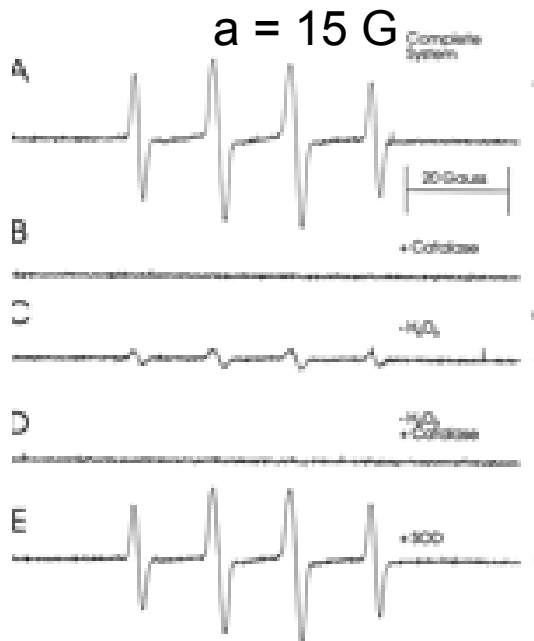 a = 15 G
Complete
System
A
20 Gauss
B
+ Catalase
C
-H₂O₂
D
-H₂O₂
+ Catalase
E
+ SOD